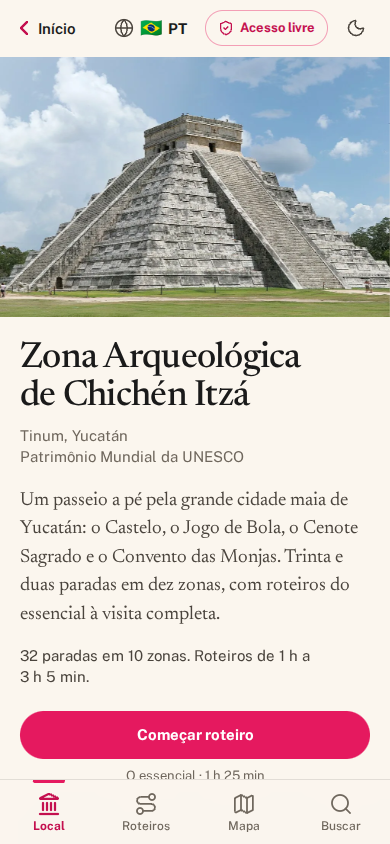 Início
PT
Acesso livre
Zona Arqueológica
de Chichén Itzá
Tinum, Yucatán
Patrimônio Mundial da UNESCO
Um passeio a pé pela grande cidade maia de
Yucatán: o Castelo, o Jogo de Bola, o Cenote
Sagrado e o Convento das Monjas. Trinta e
duas paradas em dez zonas, com roteiros do
essencial à visita completa.
32 paradas em 10 zonas. Roteiros de 1 h a
3 h 5 min.
Começar roteiro
O essencial · 1 h 25 min
Local
Roteiros
Mapa
Buscar